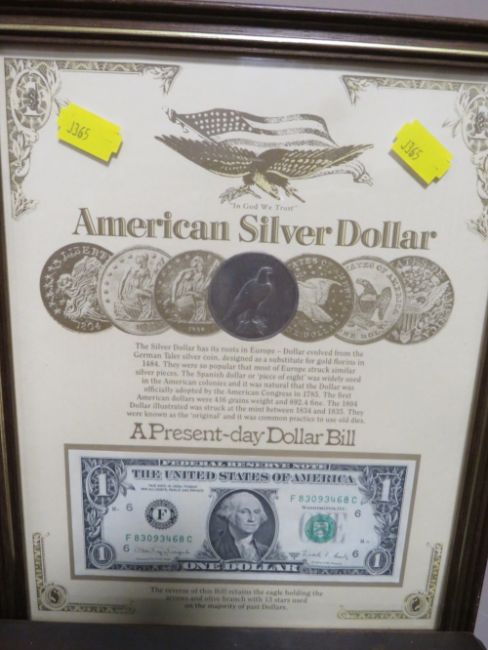 J365
J365
"In God We Trust"
American Silver Dollar
LIBERTY
1804
The Silver Dollar has its roots in Europe – Dollar evolved from the
German Taler silver coin, designed as a substitute for gold florins in
1484. They were so popular that most of Europe struck similar
silver pieces. The Spanish dollar or 'piece of eight' was widely used
in the American colonies and it was natural that the Dollar was
officially adopted by the American Congress in 1785. The first
American dollars were 416 grains weight and 892.4 fine. The 1804
Dollar illustrated was struck at the mint between 1834 and 1835. They
were known as the 'original' and it was common practice to use old dies.
A Present-day Dollar Bill
FEDERAL RESERVE NOTE
THE UNITED STATES OF AMERICA
1
1
F 83093468 C
6
6
F
WASHINGTON, D.C.
F 83093468 C
6
6
1
1
ONE DOLLAR
The reverse of this Bill retains the eagle holding the
arrows and olive branch with 13 stars used
on the majority of past Dollars.